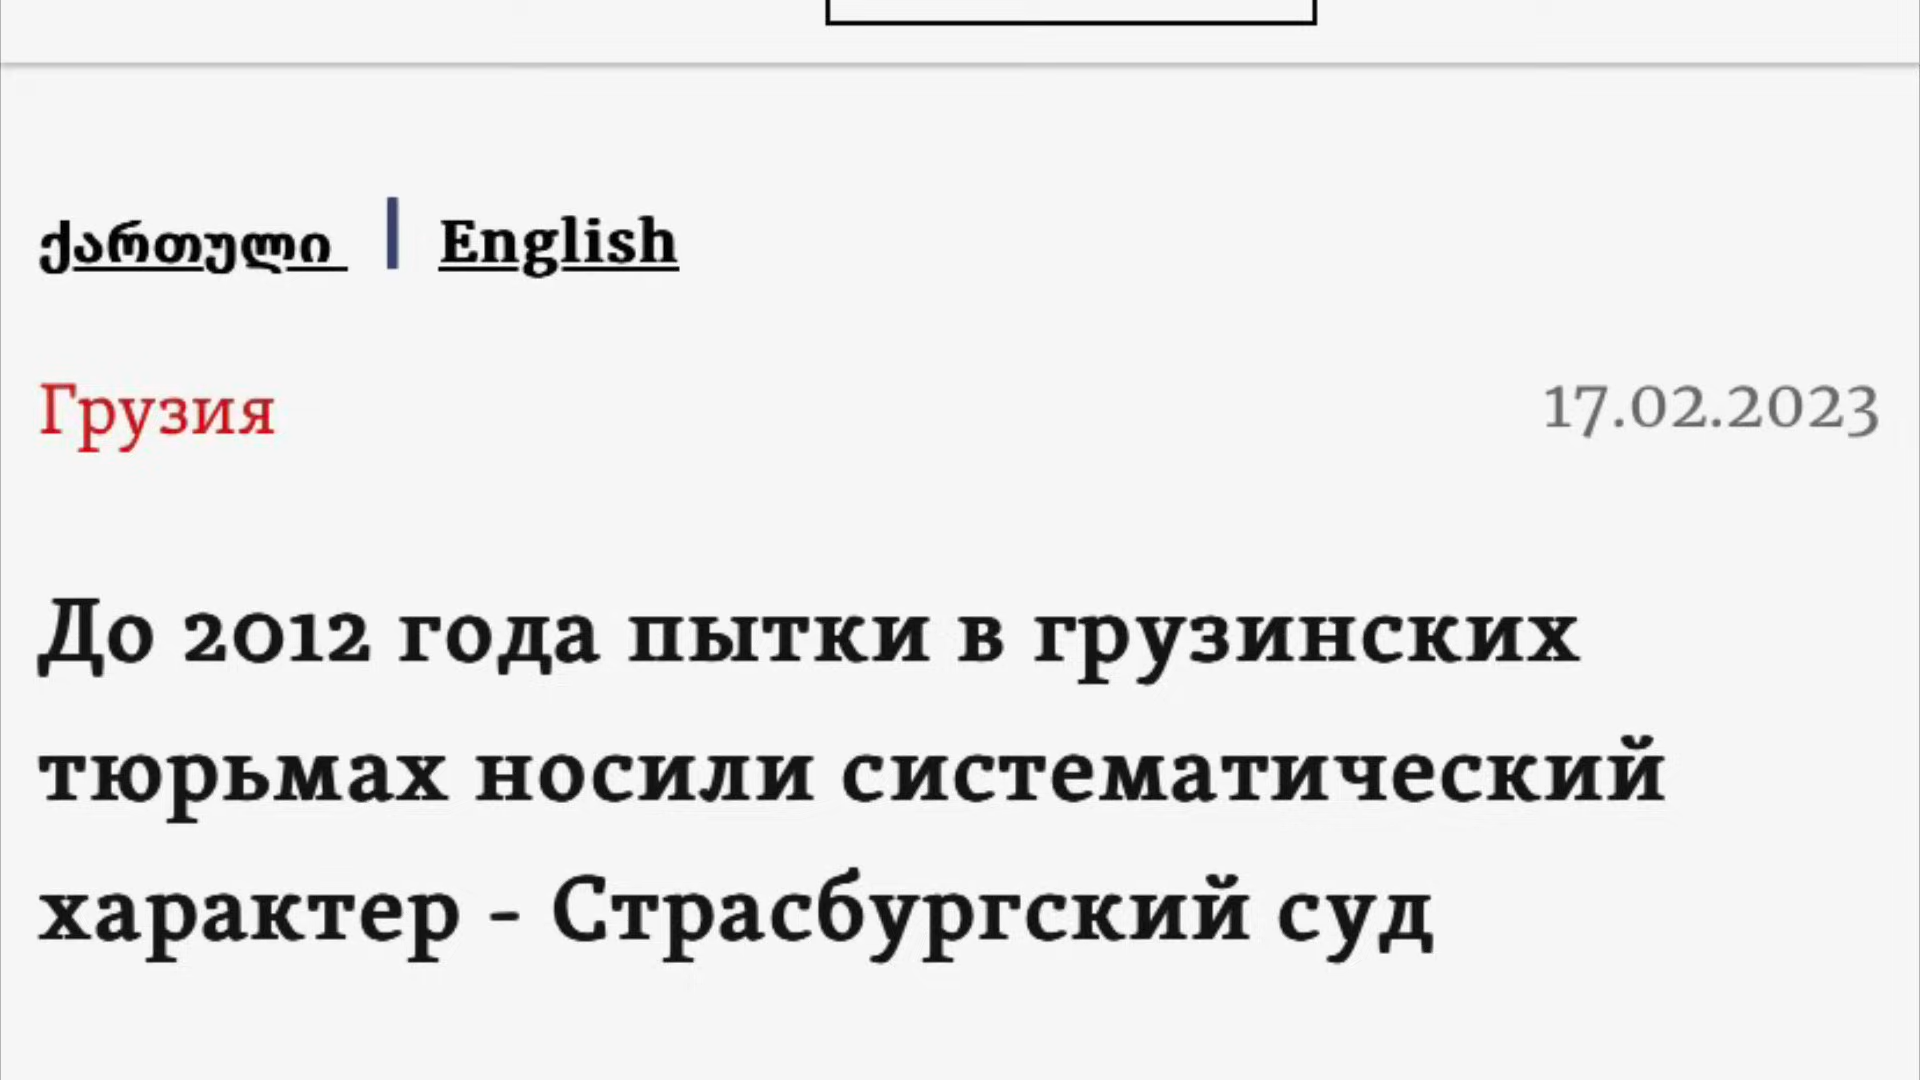 ქართული | English
Грузия 17.02.2023
До 2012 года пытки в грузинских
тюрьмах носили систематический
характер - Страсбургский суд